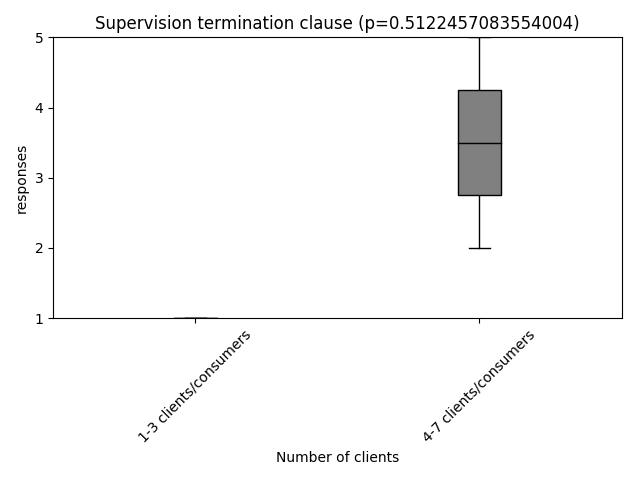 Supervision termination clause (p=0.5122457083554004)
5
4
3
2
1
responses
1-3 clients/consumers
4-7 clients/consumers
Number of clients